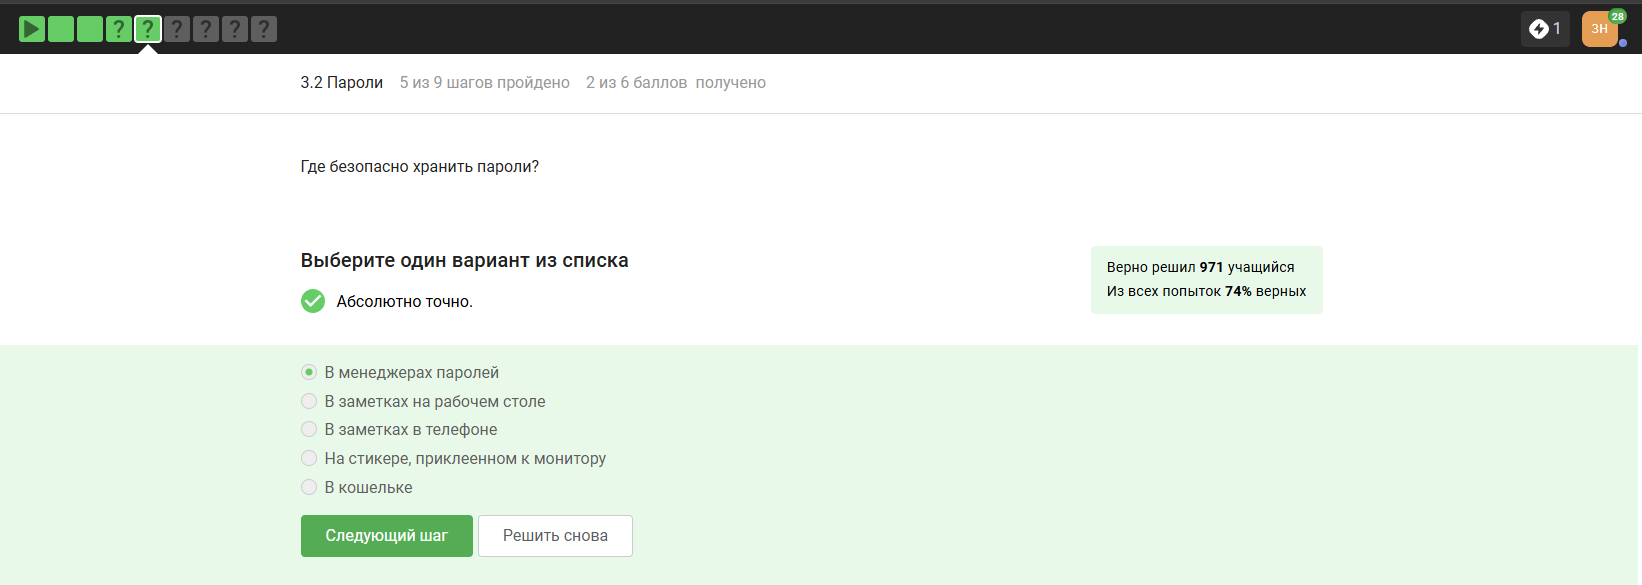 ? ? ? ? ? ?
1
ЗН
28
3.2 Пароли 5 из 9 шагов пройдено 2 из 6 баллов получено
Где безопасно хранить пароли?
Выберите один вариант из списка
Абсолютно точно.
Верно решил 971 учащийся
Из всех попыток 74% верных
В менеджерах паролей
В заметках на рабочем столе
В заметках в телефоне
На стикере, приклеенном к монитору
В кошельке
Следующий шаг
Решить снова